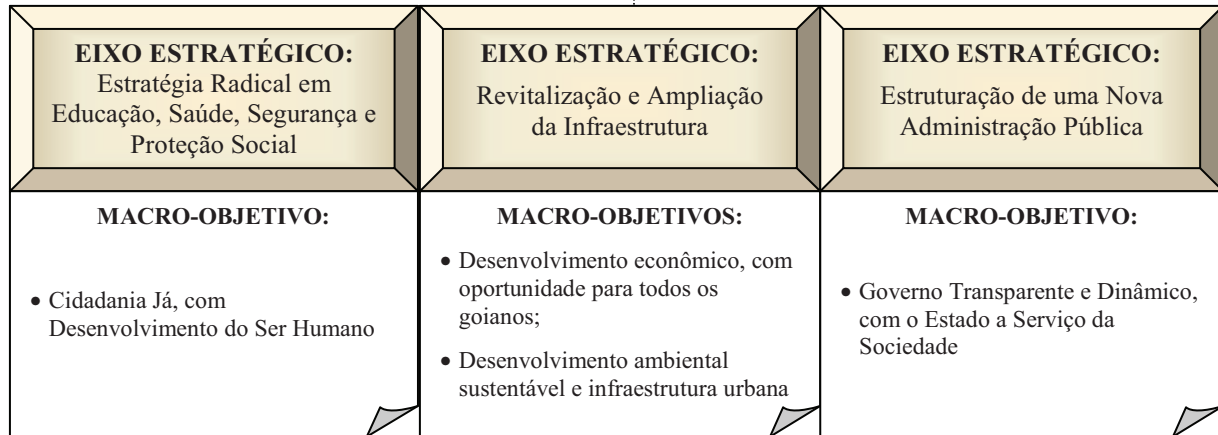 EIXO ESTRATÉGICO:
Estratégia Radical em
Educação, Saúde, Segurança e
Proteção Social
MACRO-OBJETIVO:
• Cidadania Já, com
Desenvolvimento do Ser Humano
EIXO ESTRATÉGICO:
Revitalização e Ampliação
da Infraestrutura
MACRO-OBJETIVOS:
• Desenvolvimento econômico, com
oportunidade para todos os
goianos;
• Desenvolvimento ambiental
sustentável e infraestrutura urbana
EIXO ESTRATÉGICO:
Estruturação de uma Nova
Administração Pública
MACRO-OBJETIVO:
• Governo Transparente e Dinâmico,
com o Estado a Serviço da
Sociedade